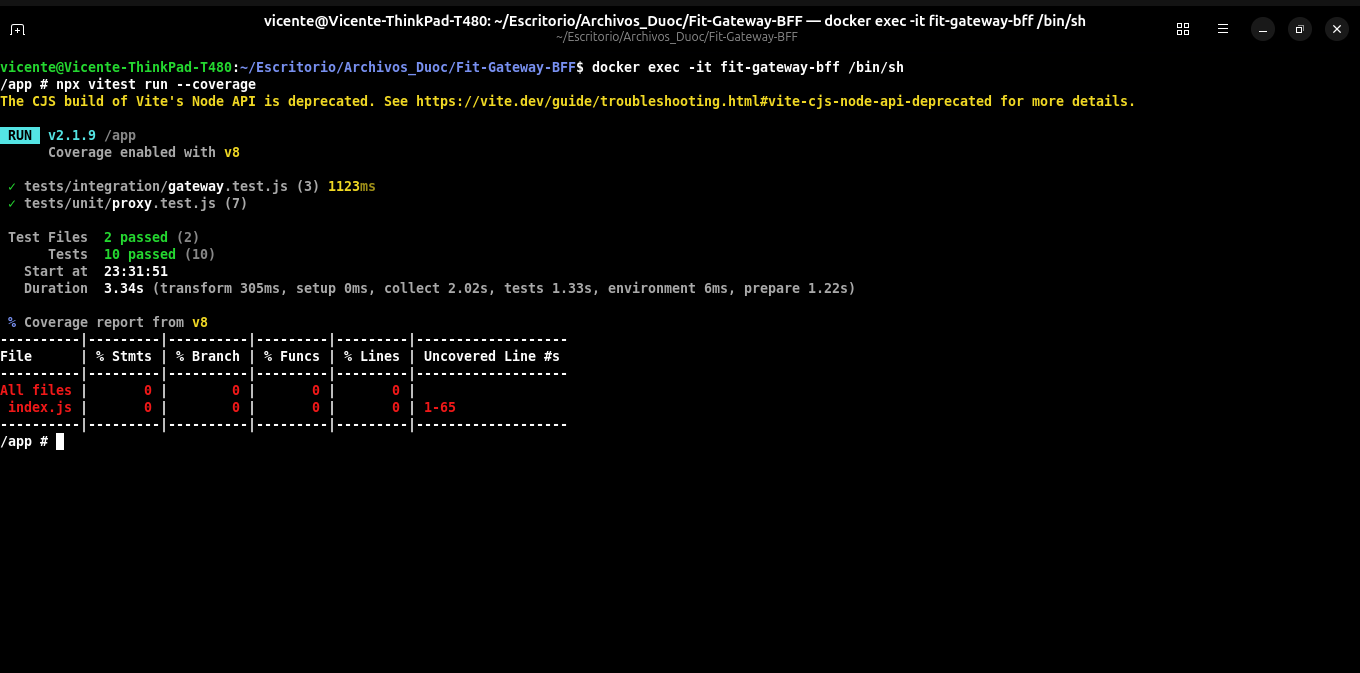 vicente@Vicente-ThinkPad-T480: ~/Escritorio/Archivos_Duoc/Fit-Gateway-BFF — docker exec -it fit-gateway-bff /bin/sh
~/Escritorio/Archivos_Duoc/Fit-Gateway-BFF
vicente@Vicente-ThinkPad-T480:~/Escritorio/Archivos_Duoc/Fit-Gateway-BFF$ docker exec -it fit-gateway-bff /bin/sh
/app # npx vitest run --coverage
The CJS build of Vite's Node API is deprecated. See https://vite.dev/guide/troubleshooting.html#vite-cjs-node-api-deprecated for more details.
RUN v2.1.9 /app
Coverage enabled with v8
✓ tests/integration/gateway.test.js (3) 1123ms
✓ tests/unit/proxy.test.js (7)
Test Files 2 passed (2)
Tests 10 passed (10)
Start at 23:31:51
Duration 3.34s (transform 305ms, setup 0ms, collect 2.02s, tests 1.33s, environment 6ms, prepare 1.22s)
% Coverage report from v8
----------|---------|----------|---------|---------|-------------------
File      | % Stmts | % Branch | % Funcs | % Lines | Uncovered Line #s
----------|---------|----------|---------|---------|-------------------
All files |       0 |        0 |       0 |       0 |
 index.js |       0 |        0 |       0 |       0 | 1-65
----------|---------|----------|---------|---------|-------------------
/app #